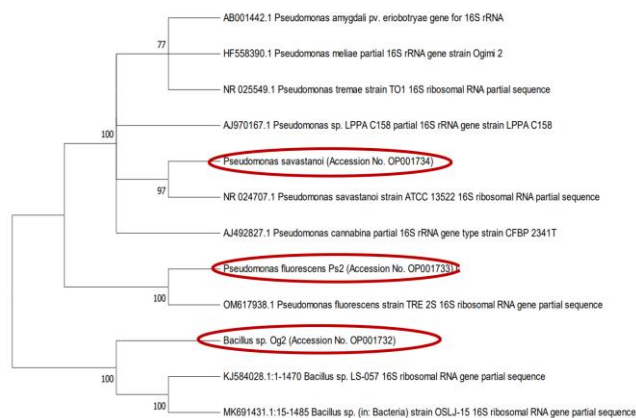 AB001442.1 Pseudomonas amygdali pv. eriobotryae gene for 16S rRNA
77
HF558390.1 Pseudomonas meliae partial 16S rRNA gene strain Ogimi 2
NR 025549.1 Pseudomonas tremae strain TO1 16S ribosomal RNA partial sequence
AJ970167.1 Pseudomonas sp. LPPA C158 partial 16S rRNA gene strain LPPA C158
100
Pseudomonas savastanoi (Accession No. OP001734)
97
NR 024707.1 Pseudomonas savastanoi strain ATCC 13522 16S ribosomal RNA partial sequence
AJ492827.1 Pseudomonas cannabina partial 16S rRNA gene type strain CFBP 2341T
Pseudomonas fluorescens Ps2 (Accession No. OP001733)
100
OM617938.1 Pseudomonas fluorescens strain TRE 2S 16S ribosomal RNA gene partial sequence
Bacillus sp. Og2 (Accession No. OP001732)
100
KJ584028.1:1-1470 Bacillus sp. LS-057 16S ribosomal RNA gene partial sequence
100
MK691431.1:15-1485 Bacillus sp. (in: Bacteria) strain OSLJ-15 16S ribosomal RNA gene partial sequence